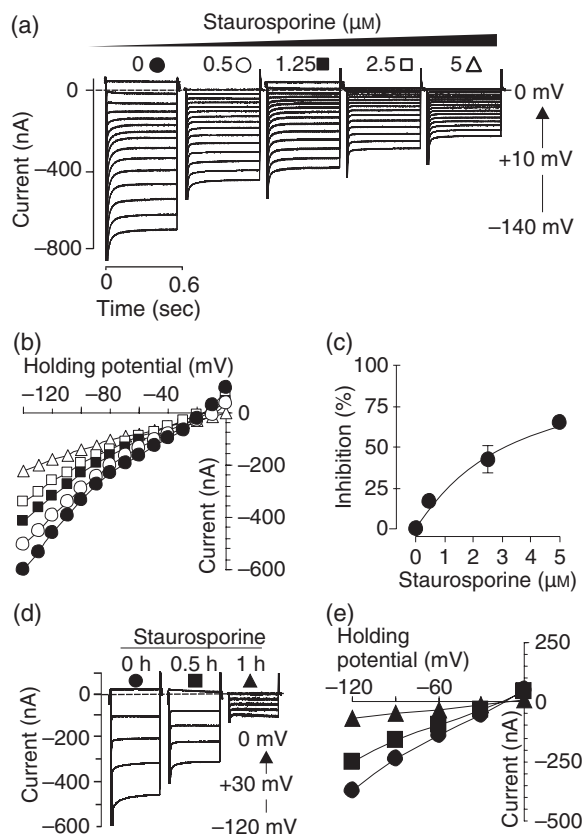 (a)
Staurosporine (µM)
0 0.5 1.25 2.5 5
0
−400
−800
Current (nA)
0 mV
+10 mV
−140 mV
0 0.6
Time (sec)
(b)
Holding potential (mV)
−120 −80 −40
0
−200
−400
−600
Current (nA)
(c)
100
75
50
25
0
Inhibition (%)
0 1 2 3 4 5
Staurosporine (µM)
(d)
Staurosporine
0 h 0.5 h 1 h
0
−200
−400
−600
Current (nA)
0 mV
+30 mV
−120 mV
(e)
Holding
potential (mV)
−120 −60 0
250
0
−250
−500
Current (nA)